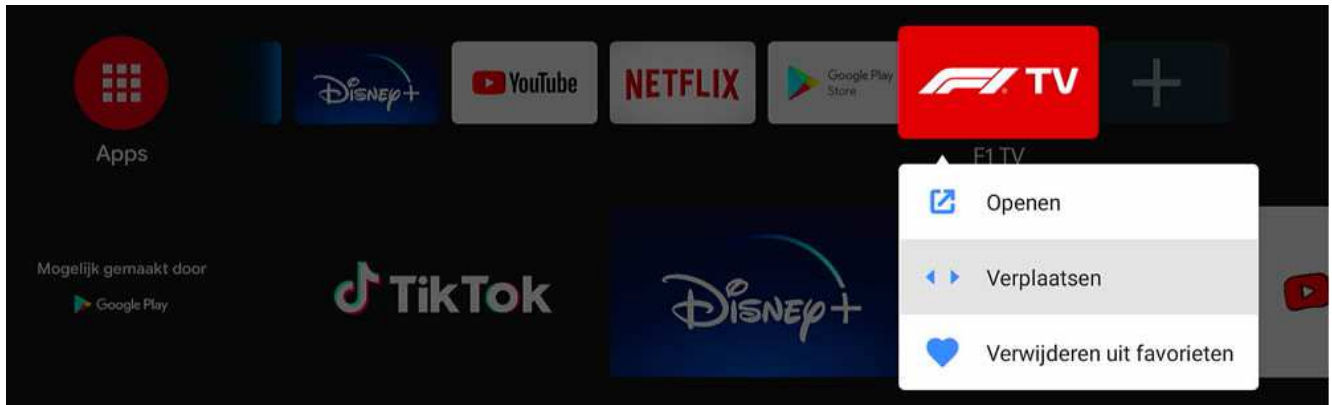 Disney+
YouTube
NETFLIX
Google Play
Store
F1 TV
Apps
F1 TV
Openen
Mogelijk gemaakt door
Google Play
TikTok
Disney+
Verplaatsen
Verwijderen uit favorieten